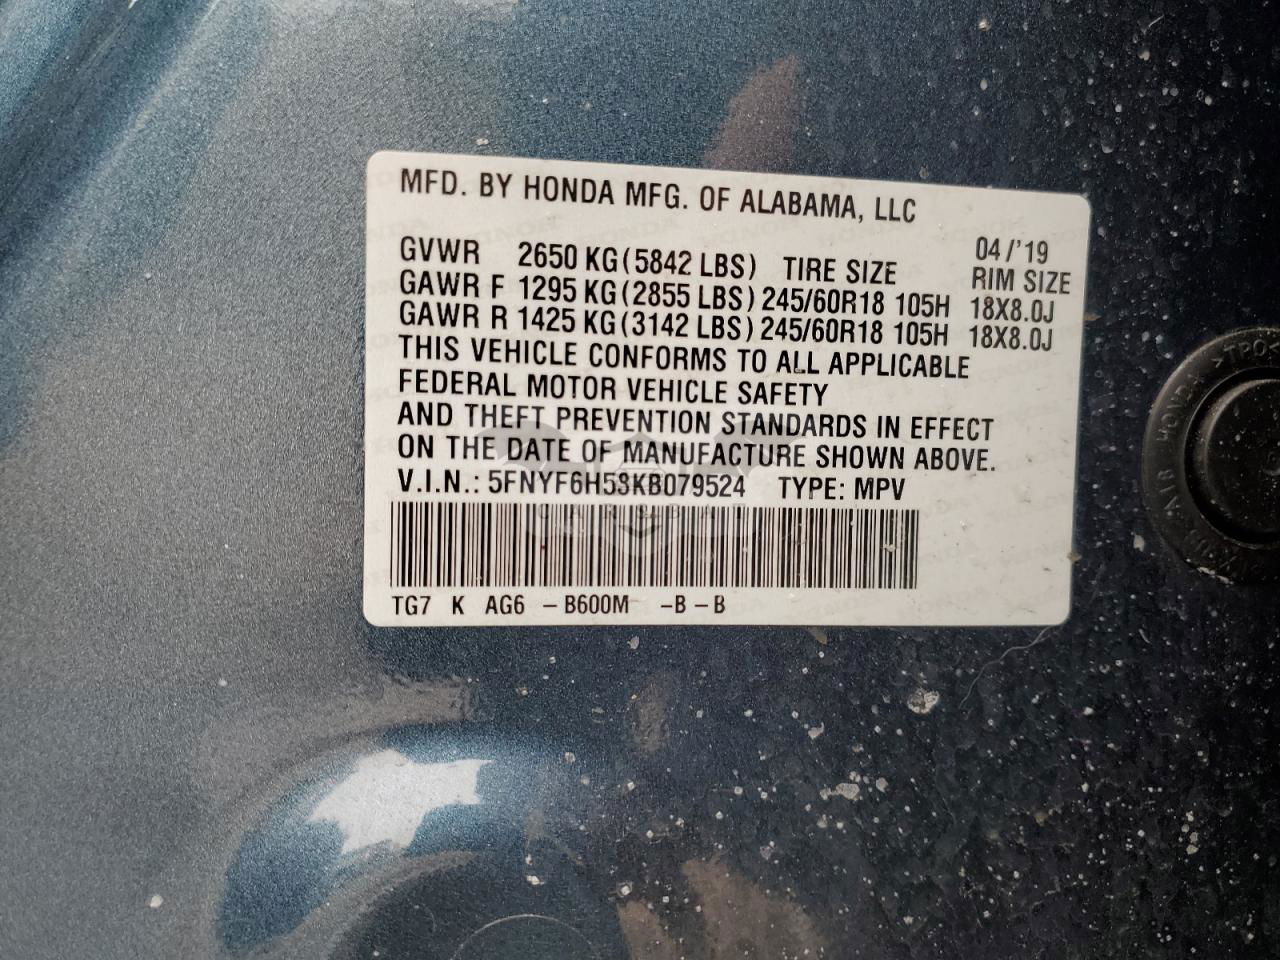 MFD. BY HONDA MFG. OF ALABAMA, LLC
GVWR 2650 KG(5842 LBS) TIRE SIZE 04/'19 RIM SIZE
GAWR F 1295 KG(2855 LBS) 245/60R18 105H 18X8.0J
GAWR R 1425 KG(3142 LBS) 245/60R18 105H 18X8.0J
THIS VEHICLE CONFORMS TO ALL APPLICABLE
FEDERAL MOTOR VEHICLE SAFETY
AND THEFT PREVENTION STANDARDS IN EFFECT
ON THE DATE OF MANUFACTURE SHOWN ABOVE.
V.I.N.: 5FNYF6H53KB079524 TYPE: MPV
TG7 K AG6 -B600M -B-B
HONDA